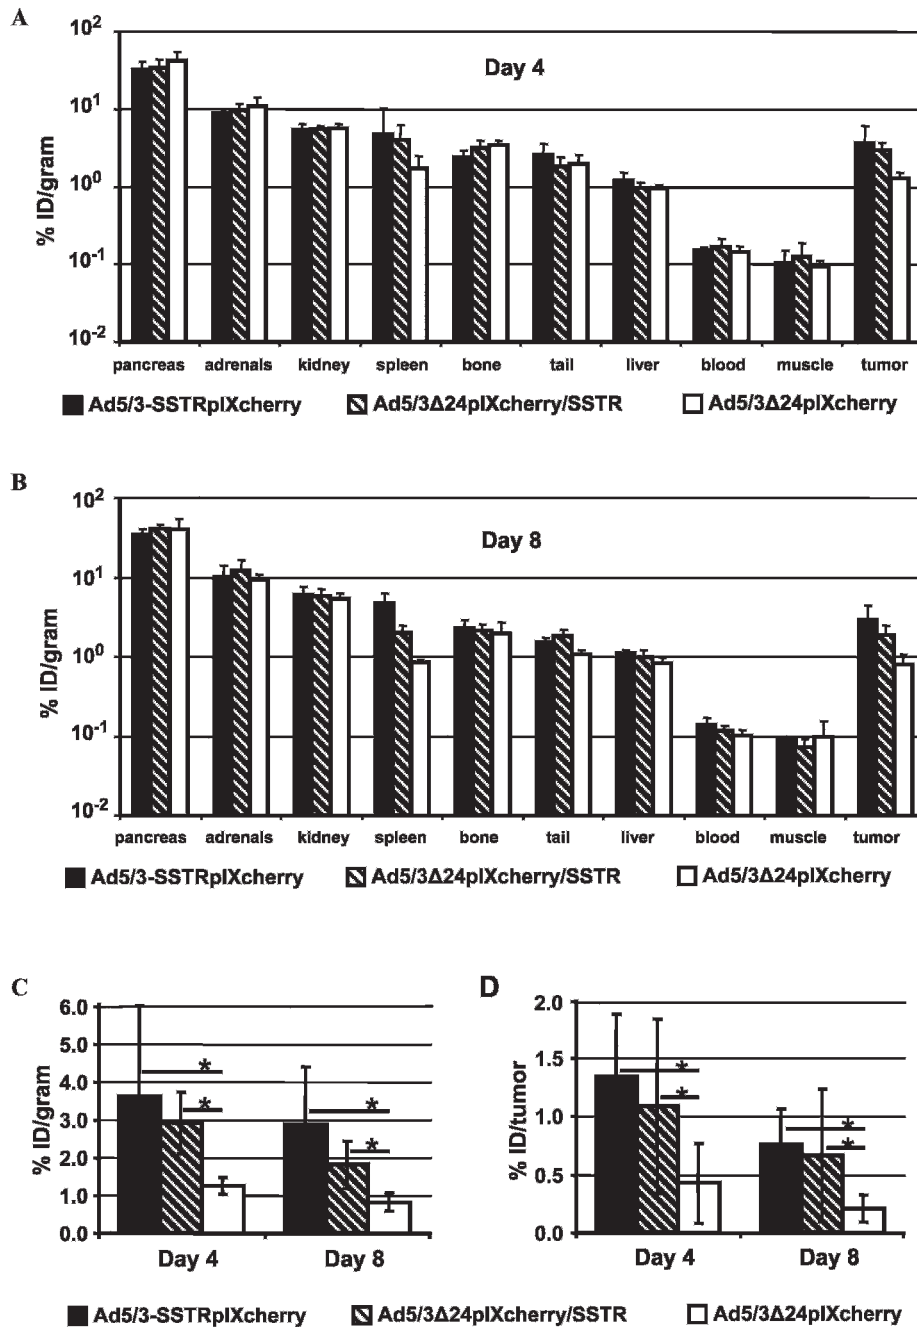 A
Day 4
% ID/gram
10²
10¹
10⁰
10⁻¹
10⁻²
pancreas adrenals kidney spleen bone tail liver blood muscle tumor
Ad5/3-SSTRpIXcherry Ad5/3Δ24pIXcherry/SSTR Ad5/3Δ24pIXcherry
B
Day 8
% ID/gram
10²
10¹
10⁰
10⁻¹
10⁻²
pancreas adrenals kidney spleen bone tail liver blood muscle tumor
Ad5/3-SSTRpIXcherry Ad5/3Δ24pIXcherry/SSTR Ad5/3Δ24pIXcherry
C
% ID/gram
6.0
5.0
4.0
3.0
2.0
1.0
0.0
* *
* *
Day 4 Day 8
D
% ID/tumor
2.0
1.5
1.0
0.5
0.0
* *
* *
Day 4 Day 8
Ad5/3-SSTRpIXcherry Ad5/3Δ24pIXcherry/SSTR Ad5/3Δ24pIXcherry